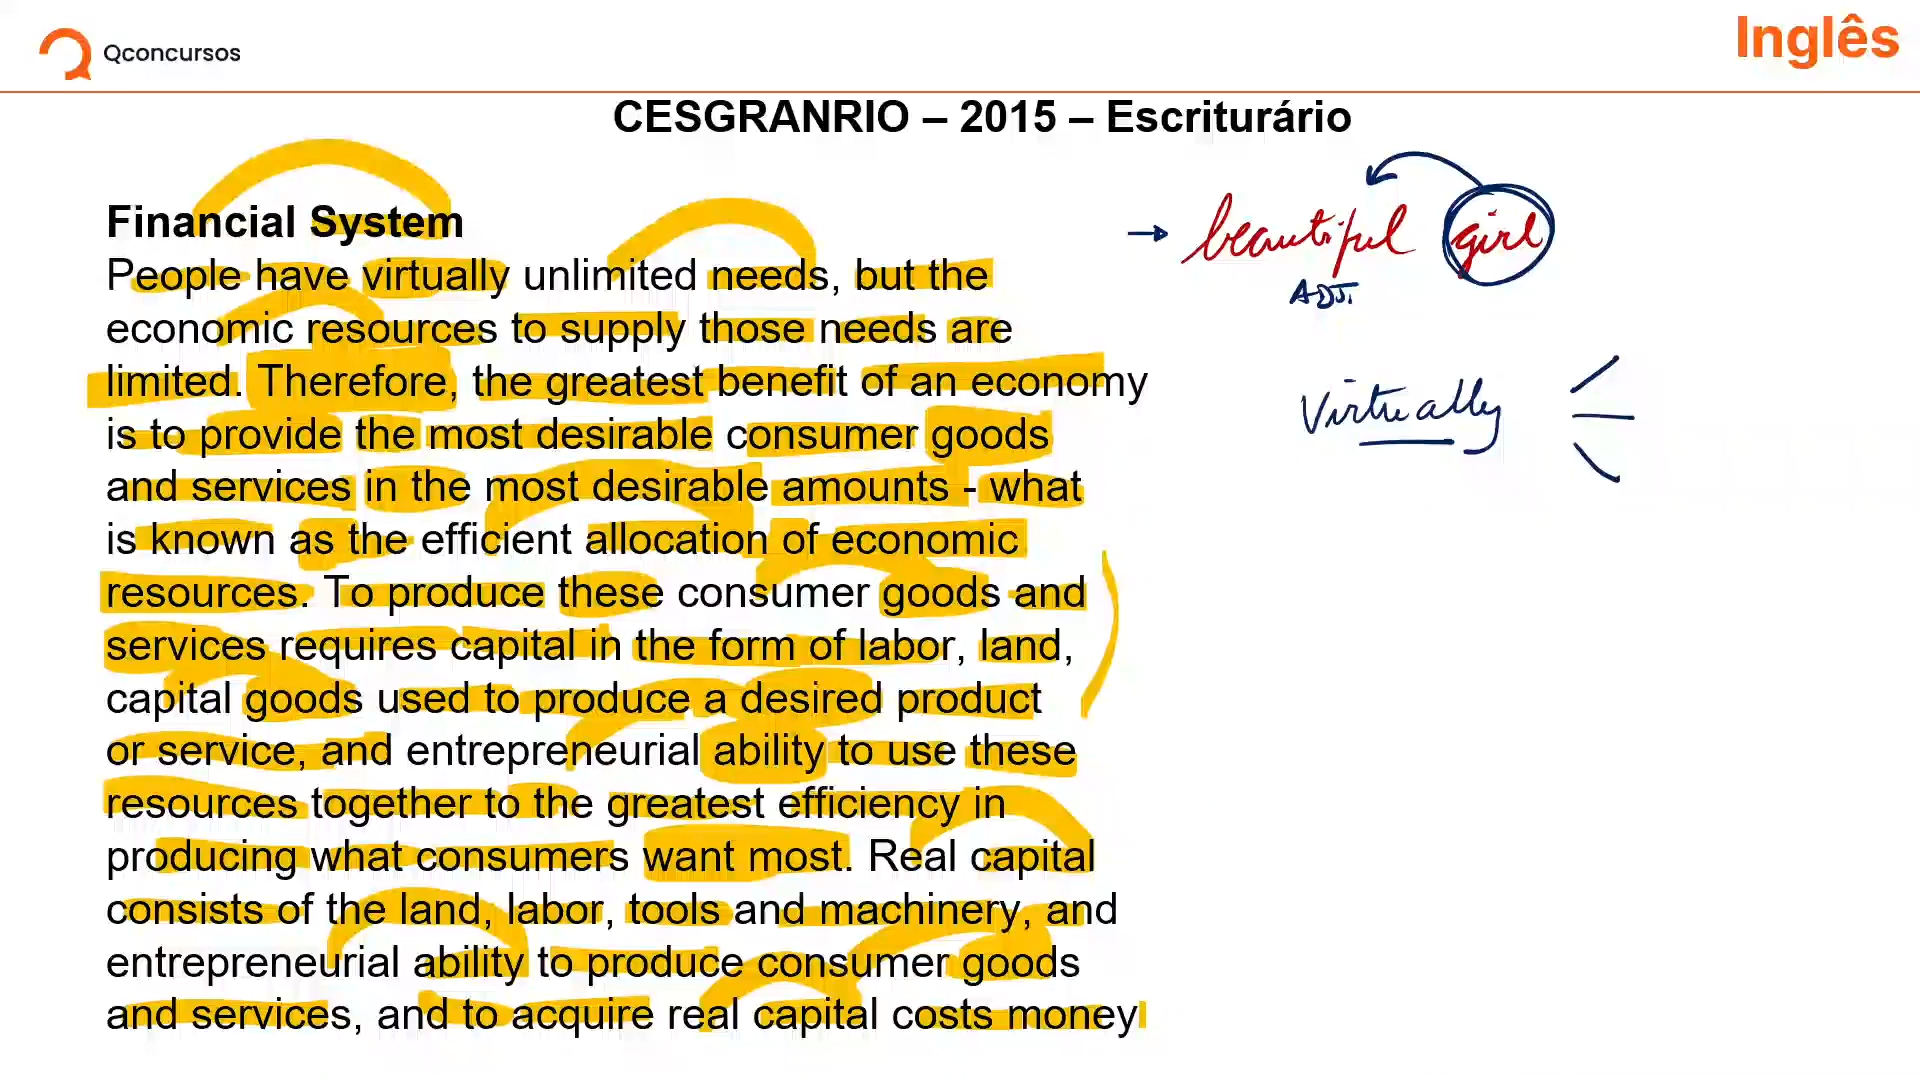 Qconcursos
Inglês
CESGRANRIO – 2015 – Escriturário
Financial System
People have virtually unlimited needs, but the
economic resources to supply those needs are
limited. Therefore, the greatest benefit of an economy
is to provide the most desirable consumer goods
and services in the most desirable amounts - what
is known as the efficient allocation of economic
resources. To produce these consumer goods and
services requires capital in the form of labor, land,
capital goods used to produce a desired product
or service, and entrepreneurial ability to use these
resources together to the greatest efficiency in
producing what consumers want most. Real capital
consists of the land, labor, tools and machinery, and
entrepreneurial ability to produce consumer goods
and services, and to acquire real capital costs money
→ beautiful girl
ADJ.
Virtually